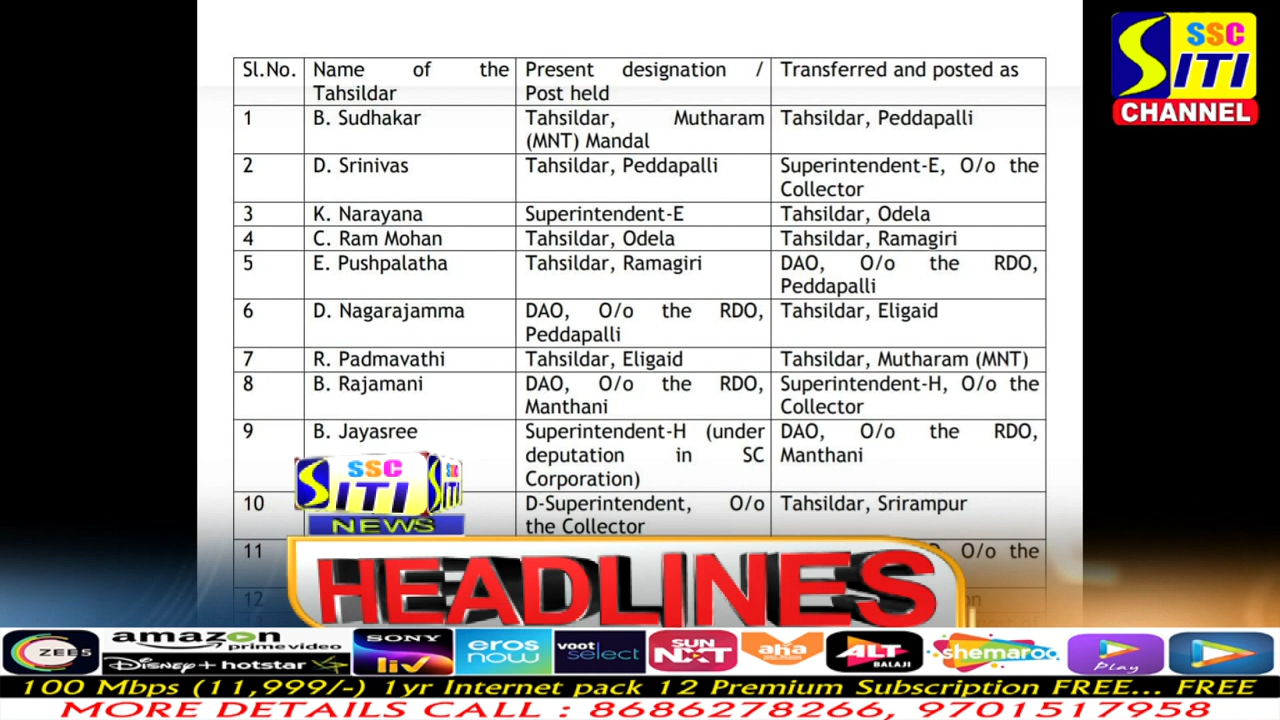 SSC
SITI
CHANNEL
Sl.No. Name of the Tahsildar Present designation / Post held Transferred and posted as
1 B. Sudhakar Tahsildar, Mutharam (MNT) Mandal Tahsildar, Peddapalli
2 D. Srinivas Tahsildar, Peddapalli Superintendent-E, O/o the Collector
3 K. Narayana Superintendent-E Tahsildar, Odela
4 C. Ram Mohan Tahsildar, Odela Tahsildar, Ramagiri
5 E. Pushpalatha Tahsildar, Ramagiri DAO, O/o the RDO, Peddapalli
6 D. Nagarajamma DAO, O/o the RDO, Peddapalli Tahsildar, Eligaid
7 R. Padmavathi Tahsildar, Eligaid Tahsildar, Mutharam (MNT)
8 B. Rajamani DAO, O/o the RDO, Manthani Superintendent-H, O/o the Collector
9 B. Jayasree Superintendent-H (under deputation in SC Corporation) DAO, O/o the RDO, Manthani
10 D-Superintendent, O/o the Collector Tahsildar, Srirampur
11 O/o the
12
SSC
SITI
NEWS
HEADLINES
ZEE5 amazon prime video Disney+ hotstar SONY liv eros now voot select SUN NXT aha ALT BALAJI shemaroo Play
100 Mbps (11,999/-) 1yr Internet pack 12 Premium Subscription FREE... FREE
MORE DETAILS CALL : 8686278266, 9701517958